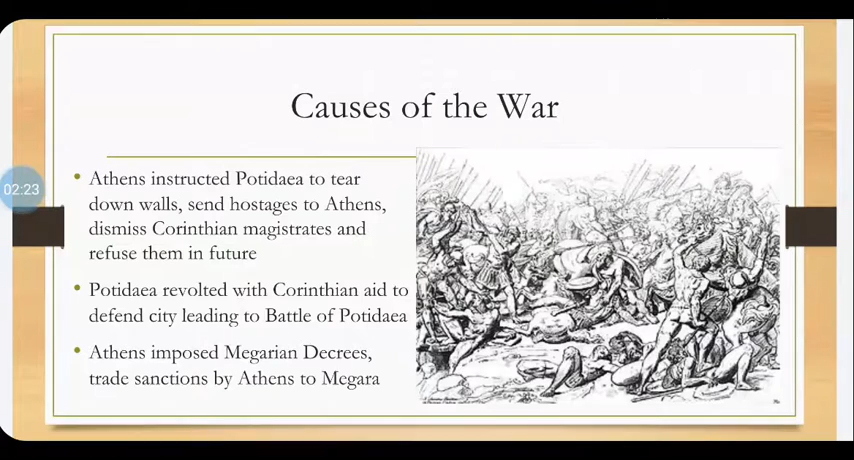 Causes of the War
02:23
• Athens instructed Potidaea to tear
down walls, send hostages to Athens,
dismiss Corinthian magistrates and
refuse them in future
• Potidaea revolted with Corinthian aid to
defend city leading to Battle of Potidaea
• Athens imposed Megarian Decrees,
trade sanctions by Athens to Megara